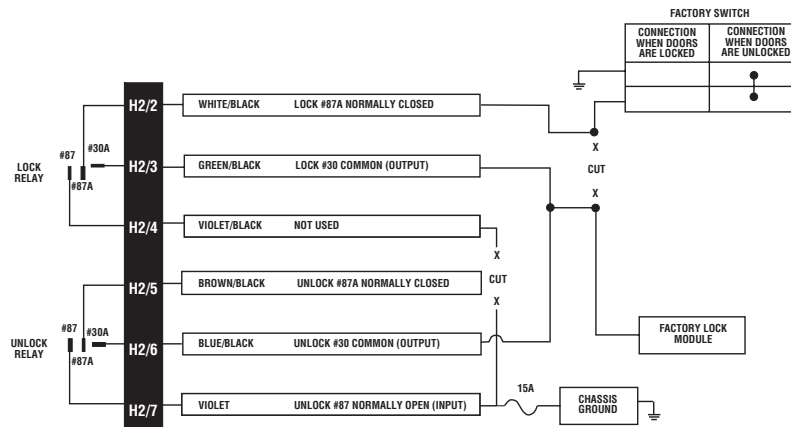 FACTORY SWITCH
CONNECTION
WHEN DOORS
ARE LOCKED
CONNECTION
WHEN DOORS
ARE UNLOCKED
H2/2
WHITE/BLACK LOCK #87A NORMALLY CLOSED
#87
#30A
#87A
LOCK
RELAY
H2/3
GREEN/BLACK LOCK #30 COMMON (OUTPUT)
X
CUT
X
H2/4
VIOLET/BLACK NOT USED
X
CUT
X
H2/5
BROWN/BLACK UNLOCK #87A NORMALLY CLOSED
#87
#30A
#87A
UNLOCK
RELAY
H2/6
BLUE/BLACK UNLOCK #30 COMMON (OUTPUT)
FACTORY LOCK
MODULE
H2/7
VIOLET UNLOCK #87 NORMALLY OPEN (INPUT)
15A
CHASSIS
GROUND